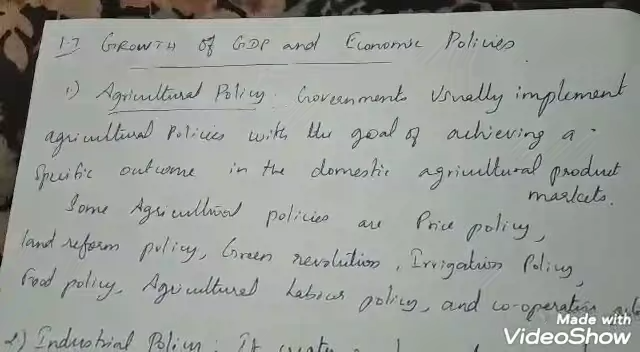 1.7 GROWTH Of GDP and Economic Policies
1) Agricultural Policy: Governments Usually implement
agricultural Policies with the goal of achieving a
Specific outcome in the domestic agricultural product
markets.
Some Agricultural policies are Price policy,
land reform policy, Green revolution, Irrigation Policy,
Food policy, Agricultural Labour policy, and co-operative
2) Industrial Policy: It
Made with
VideoShow